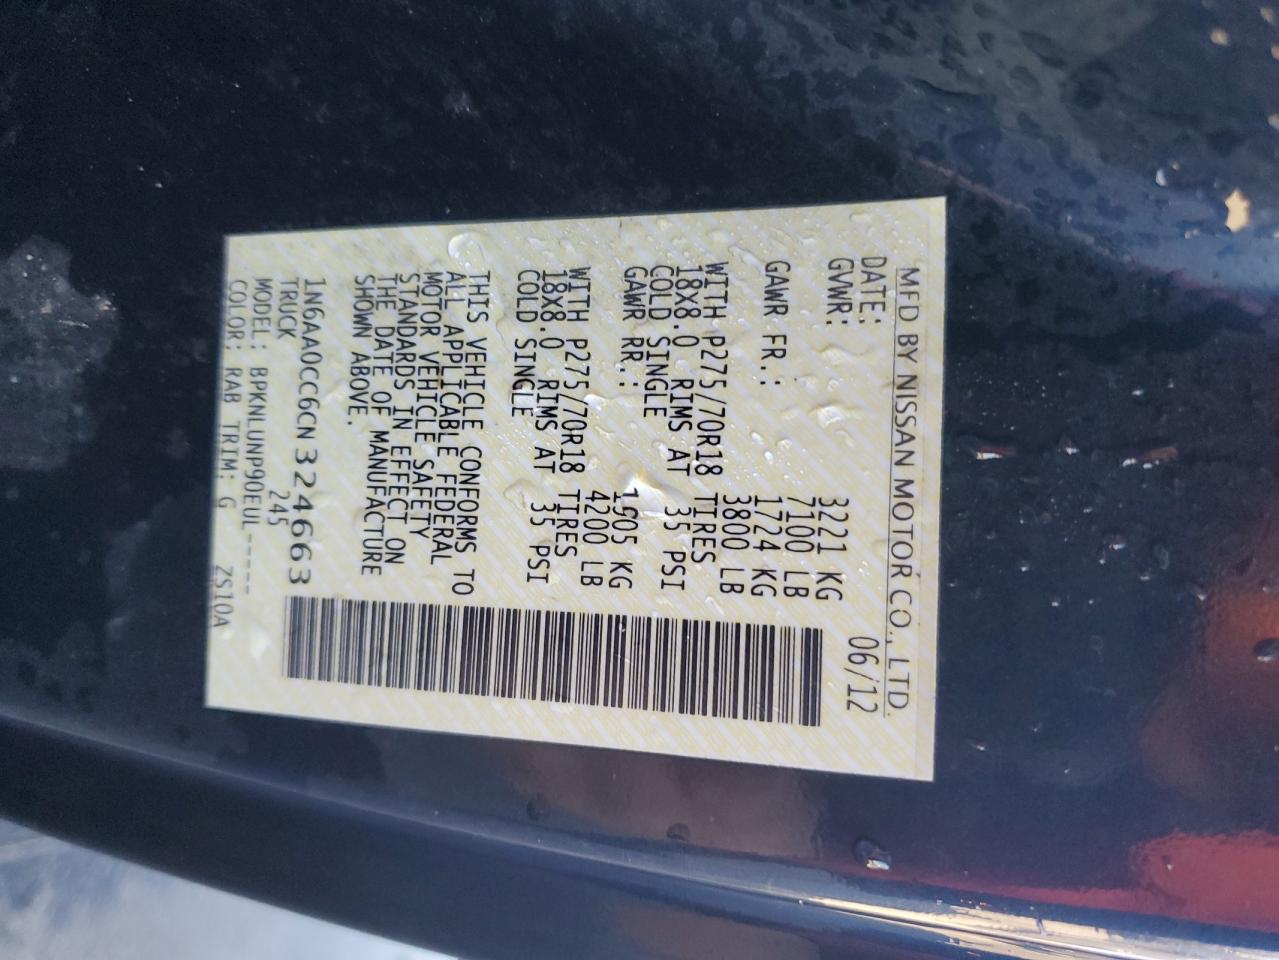 MFD BY NISSAN MOTOR CO., LTD.
DATE: 06/12
GVWR: 3221 KG
7100 LB
GAWR FR.: 1724 KG
3800 LB
WITH P275/70R18 TIRES
18X8.0 RIMS AT 35 PSI
COLD SINGLE
GAWR RR.: 1905 KG
4200 LB
WITH P275/70R18 TIRES
18X8.0 RIMS AT 35 PSI
COLD SINGLE
THIS VEHICLE CONFORMS TO
ALL APPLICABLE FEDERAL
MOTOR VEHICLE SAFETY
STANDARDS IN EFFECT ON
THE DATE OF MANUFACTURE
SHOWN ABOVE.
1N6AA0CC6CN324663
TRUCK 245
MODEL: BPKNLUNP90EUL-----
COLOR: RAB TRIM: G ZS10A